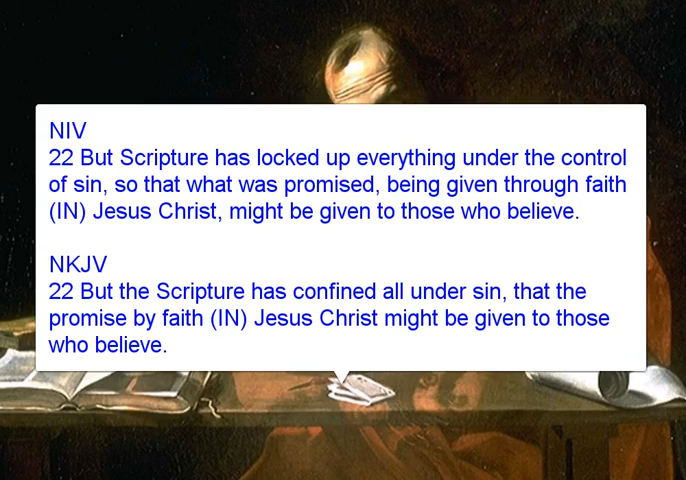 NIV
22 But Scripture has locked up everything under the control
of sin, so that what was promised, being given through faith
(IN) Jesus Christ, might be given to those who believe.
NKJV
22 But the Scripture has confined all under sin, that the
promise by faith (IN) Jesus Christ might be given to those
who believe.